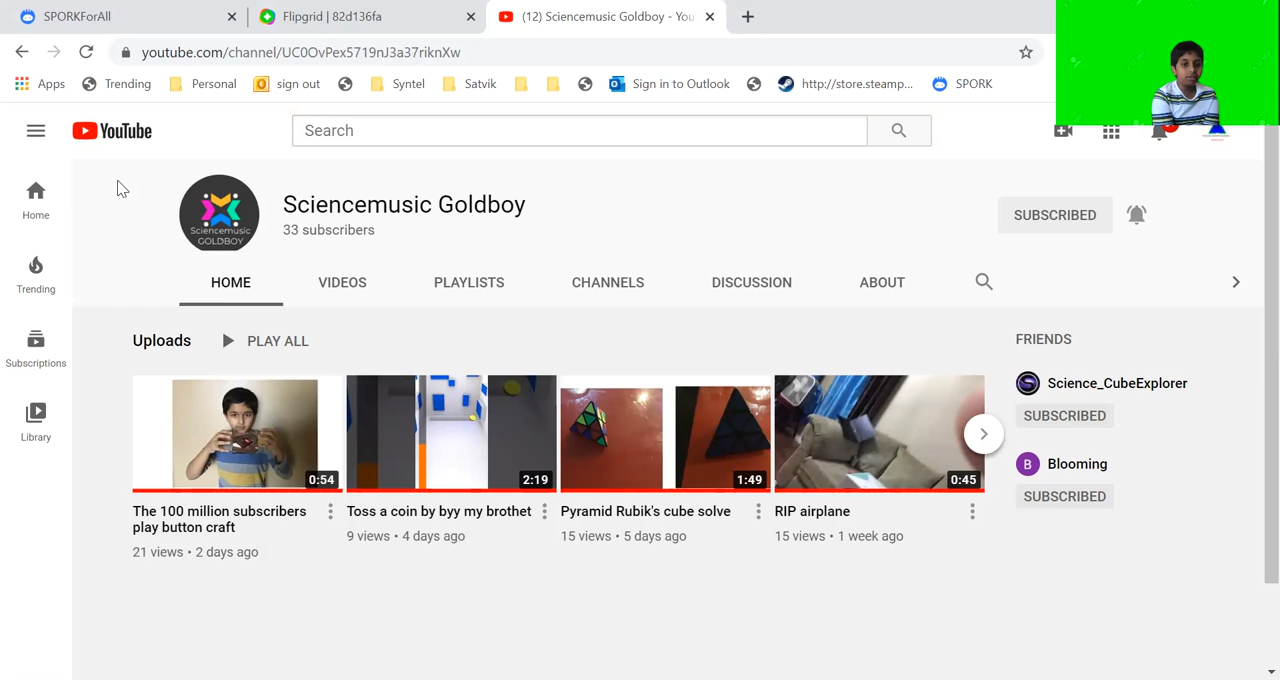 SPORKForAll
Flipgrid | 82d136fa
(12) Sciencemusic Goldboy - You
youtube.com/channel/UC0OvPex5719nJ3a37riknXw
Apps Trending Personal sign out Syntel Satvik Sign in to Outlook http://store.steamp... SPORK
YouTube
Search
Home
Trending
Subscriptions
Library
Sciencemusic
GOLDBOY
Sciencemusic Goldboy
33 subscribers
SUBSCRIBED
HOME VIDEOS PLAYLISTS CHANNELS DISCUSSION ABOUT
Uploads PLAY ALL
0:54
The 100 million subscribers
play button craft
21 views • 2 days ago
2:19
Toss a coin by byy my brothet
9 views • 4 days ago
1:49
Pyramid Rubik's cube solve
15 views • 5 days ago
0:45
RIP airplane
15 views • 1 week ago
FRIENDS
Science_CubeExplorer
SUBSCRIBED
B Blooming
SUBSCRIBED